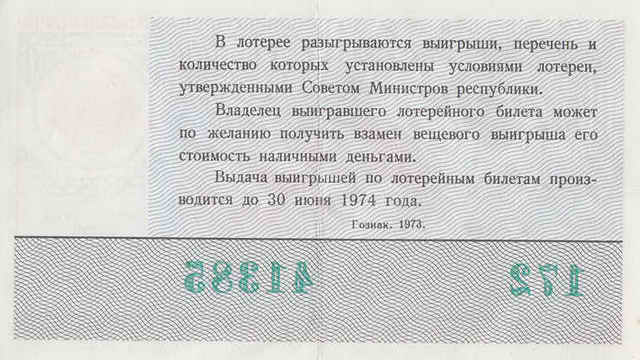 В лотерее разыгрываются выигрыши, перечень и
количество которых установлены условиями лотереи,
утвержденными Советом Министров республики.
Владелец выигравшего лотерейного билета может
по желанию получить взамен вещевого выигрыша его
стоимость наличными деньгами.
Выдача выигрышей по лотерейным билетам произ-
водится до 30 июня 1974 года.
Гознак. 1973.
41385 172